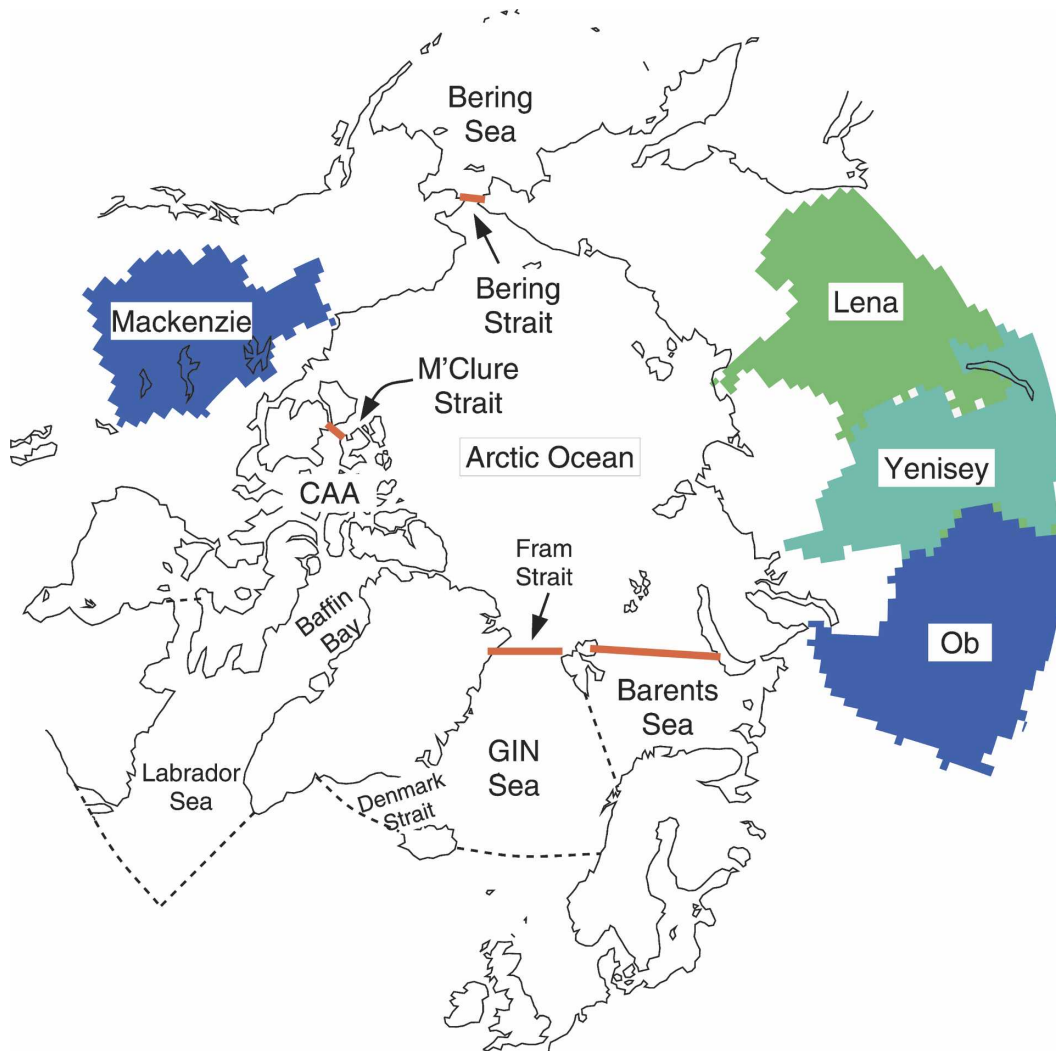 Bering
Sea
Bering
Strait
Mackenzie
Lena
M'Clure
Strait
Arctic Ocean
Yenisey
CAA
Fram
Strait
Baffin
Bay
Ob
Barents
Sea
GIN
Sea
Labrador
Sea
Denmark
Strait